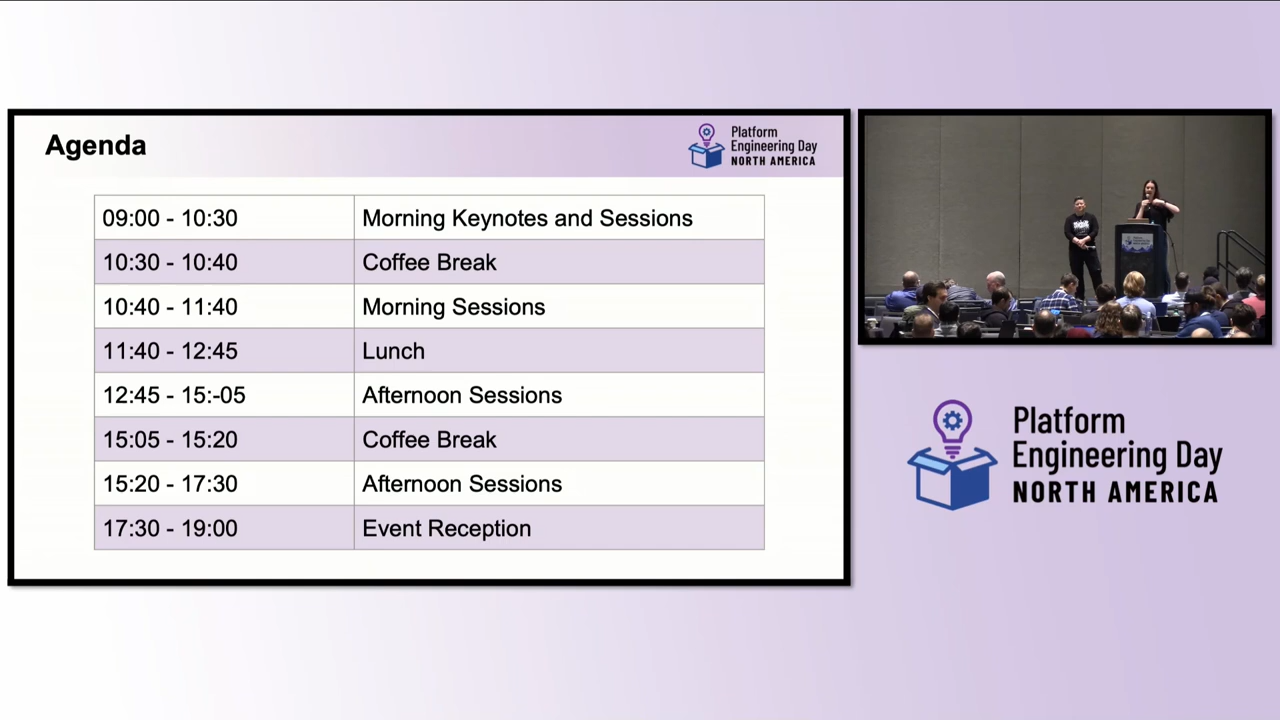 Agenda
Platform
Engineering Day
NORTH AMERICA
09:00 - 10:30 Morning Keynotes and Sessions
10:30 - 10:40 Coffee Break
10:40 - 11:40 Morning Sessions
11:40 - 12:45 Lunch
12:45 - 15:-05 Afternoon Sessions
15:05 - 15:20 Coffee Break
15:20 - 17:30 Afternoon Sessions
17:30 - 19:00 Event Reception
Platform
Engineering Day
NORTH AMERICA